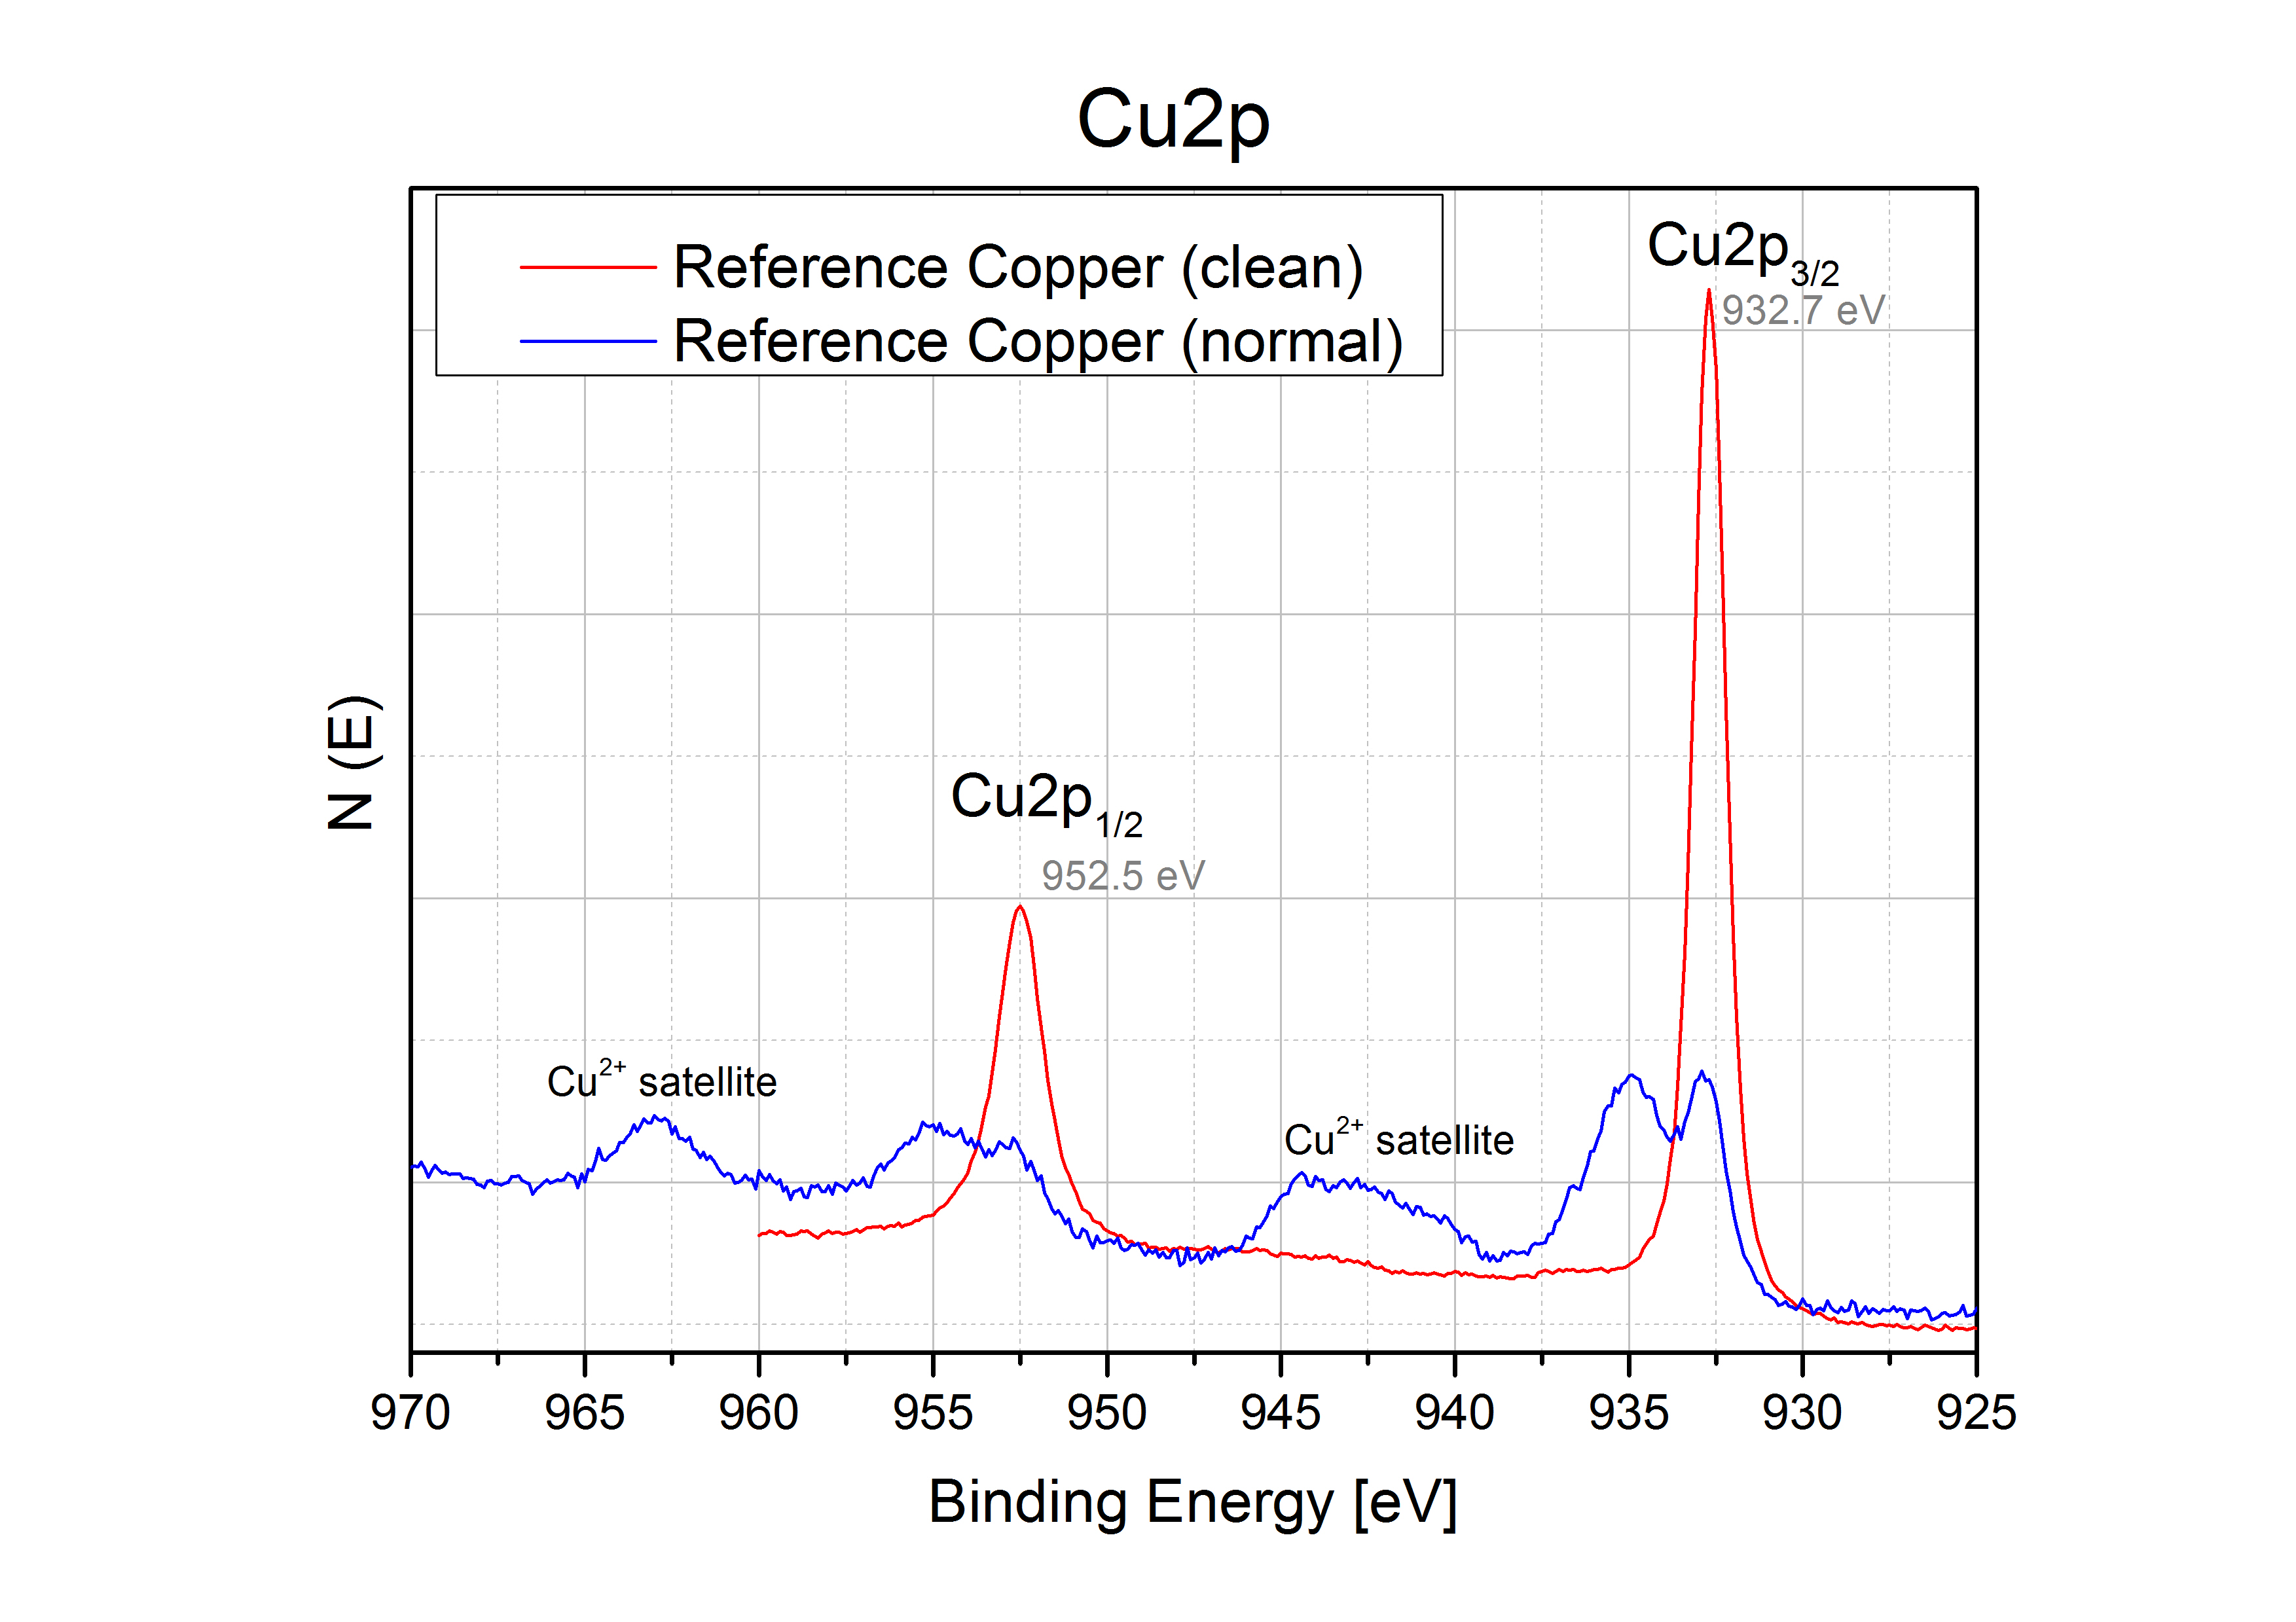 Cu2p
Reference Copper (clean)
Reference Copper (normal)
Cu2p3/2
932.7 eV
N (E)
Cu2p1/2
952.5 eV
Cu2+ satellite
Cu2+ satellite
970 965 960 955 950 945 940 935 930 925
Binding Energy [eV]